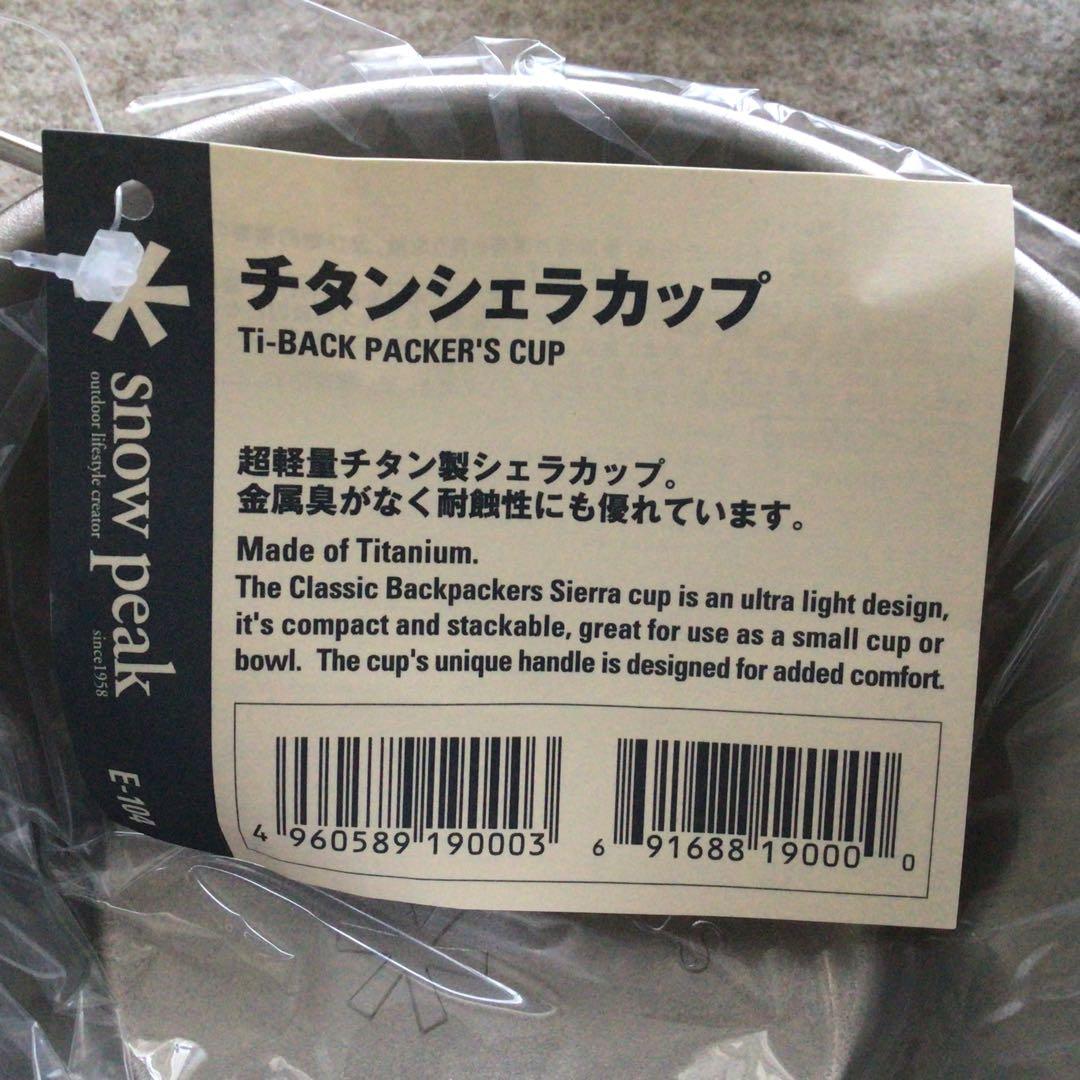 snow peak
outdoor lifestyle creator
since1958
E-104
チタンシェラカップ
Ti-BACK PACKER'S CUP
超軽量チタン製シェラカップ。
金属臭がなく耐蝕性にも優れています。
Made of Titanium.
The Classic Backpackers Sierra cup is an ultra light design,
it's compact and stackable, great for use as a small cup or
bowl. The cup's unique handle is designed for added comfort.
4 960589 190003
6 91688 19000 0